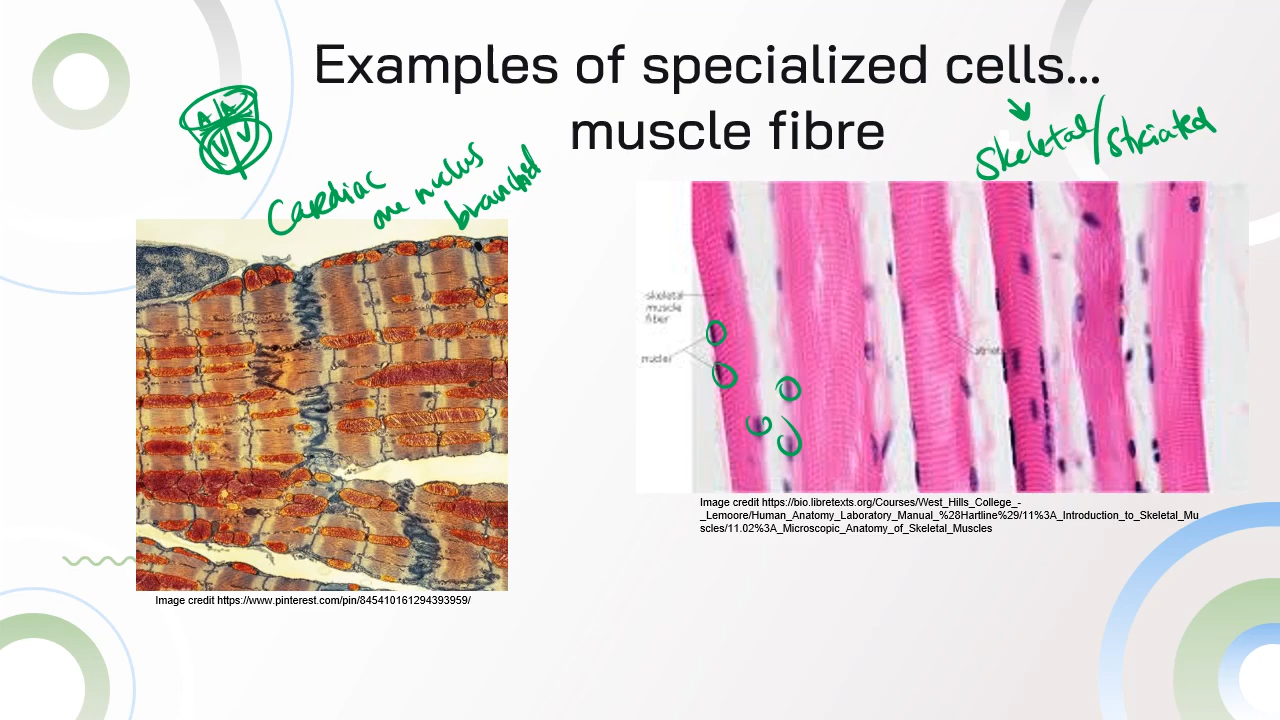 Examples of specialized cells...
muscle fibre
A A
V V
Cardiac
one nuclus
branched
Skeletal/Striated
skeletal
muscle
fiber
nuclei
Image credit https://www.pinterest.com/pin/845410161294393959/
Image credit https://bio.libretexts.org/Courses/West_Hills_College_-
_Lemoore/Human_Anatomy_Laboratory_Manual_%28Hartline%29/11%3A_Introduction_to_Skeletal_Mu
scles/11.02%3A_Microscopic_Anatomy_of_Skeletal_Muscles